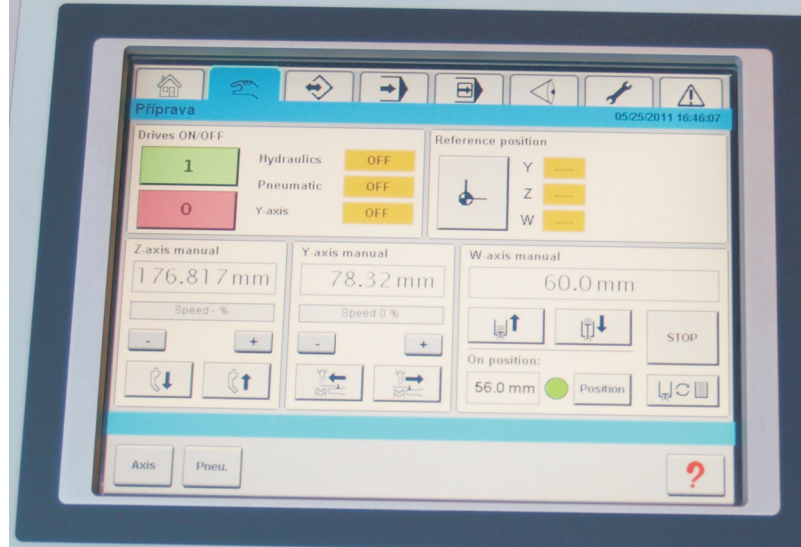 Příprava
05/25/2011 16:46:07
Drives ON/OFF
1
Hydraulics OFF
Pneumatic OFF
0
Y-axis OFF
Reference position
Y -----
Z -----
W -----
Z-axis manual
176.817mm
Speed - %
- +
Y-axis manual
78.32mm
Speed 0 %
- +
W-axis manual
60.0mm
STOP
On position:
56.0 mm
Position
Axis
Pneu.
?